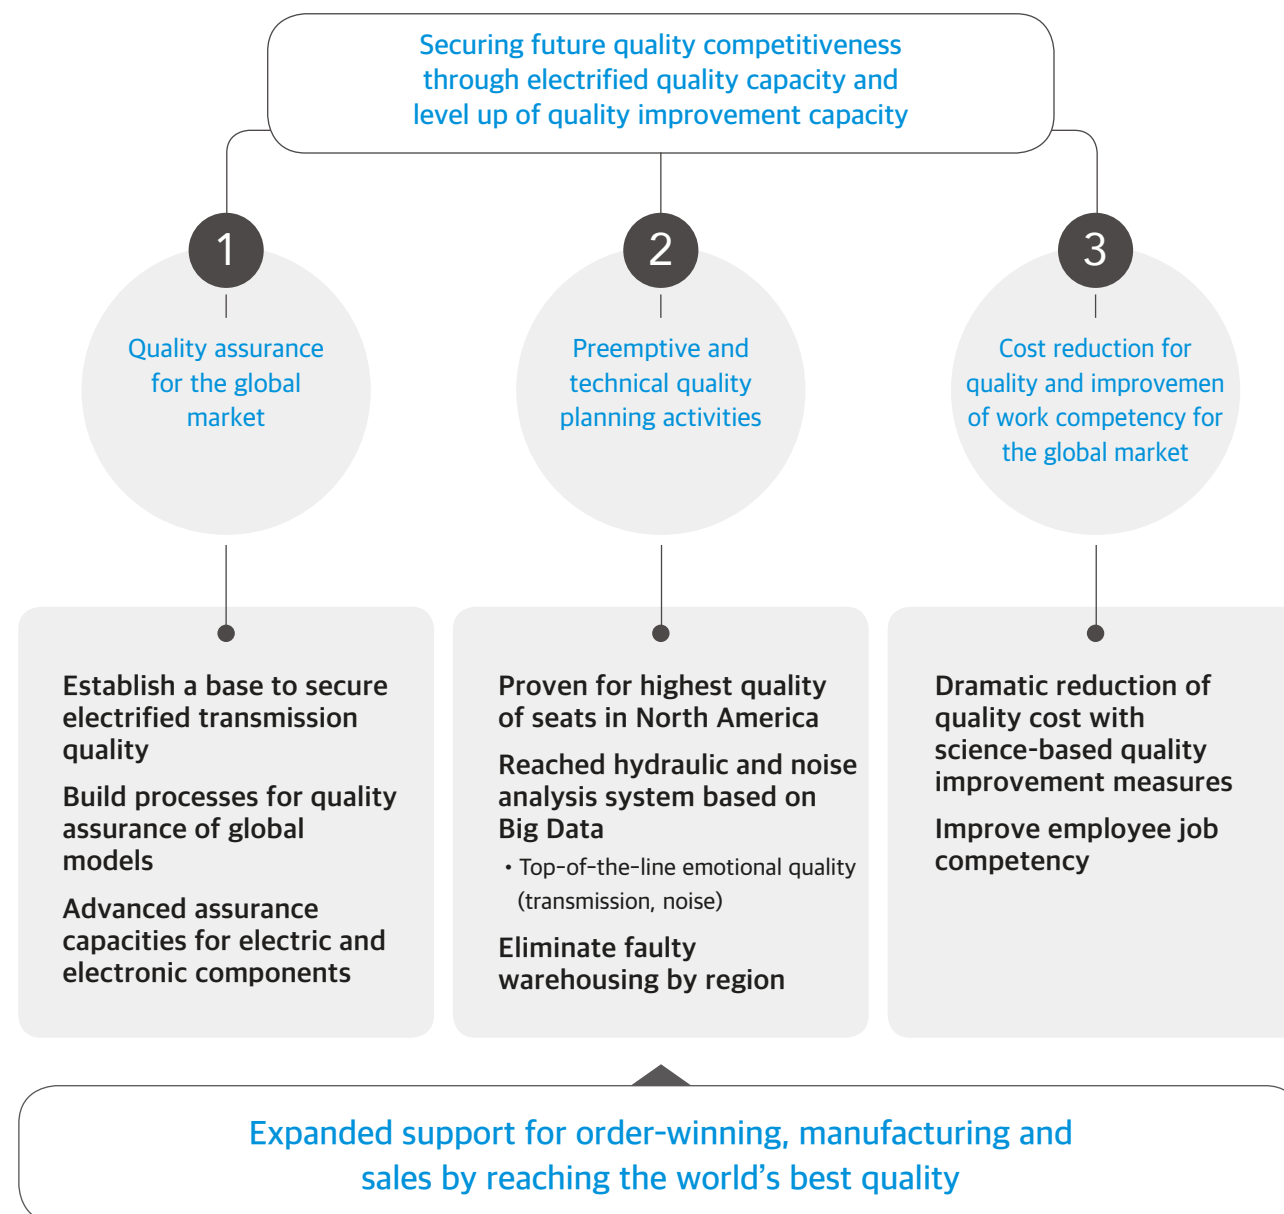 Securing future quality competitiveness
through electrified quality capacity and
level up of quality improvement capacity
1
Quality assurance
for the global
market
2
Preemptive and
technical quality
planning activities
3
Cost reduction for
quality and improvemen
of work competency for
the global market
Establish a base to secure
electrified transmission
quality
Build processes for quality
assurance of global
models
Advanced assurance
capacities for electric and
electronic components
Proven for highest quality
of seats in North America
Reached hydraulic and noise
analysis system based on
Big Data
• Top-of-the-line emotional quality
(transmission, noise)
Eliminate faulty
warehousing by region
Dramatic reduction of
quality cost with
science-based quality
improvement measures
Improve employee job
competency
Expanded support for order-winning, manufacturing and
sales by reaching the world's best quality